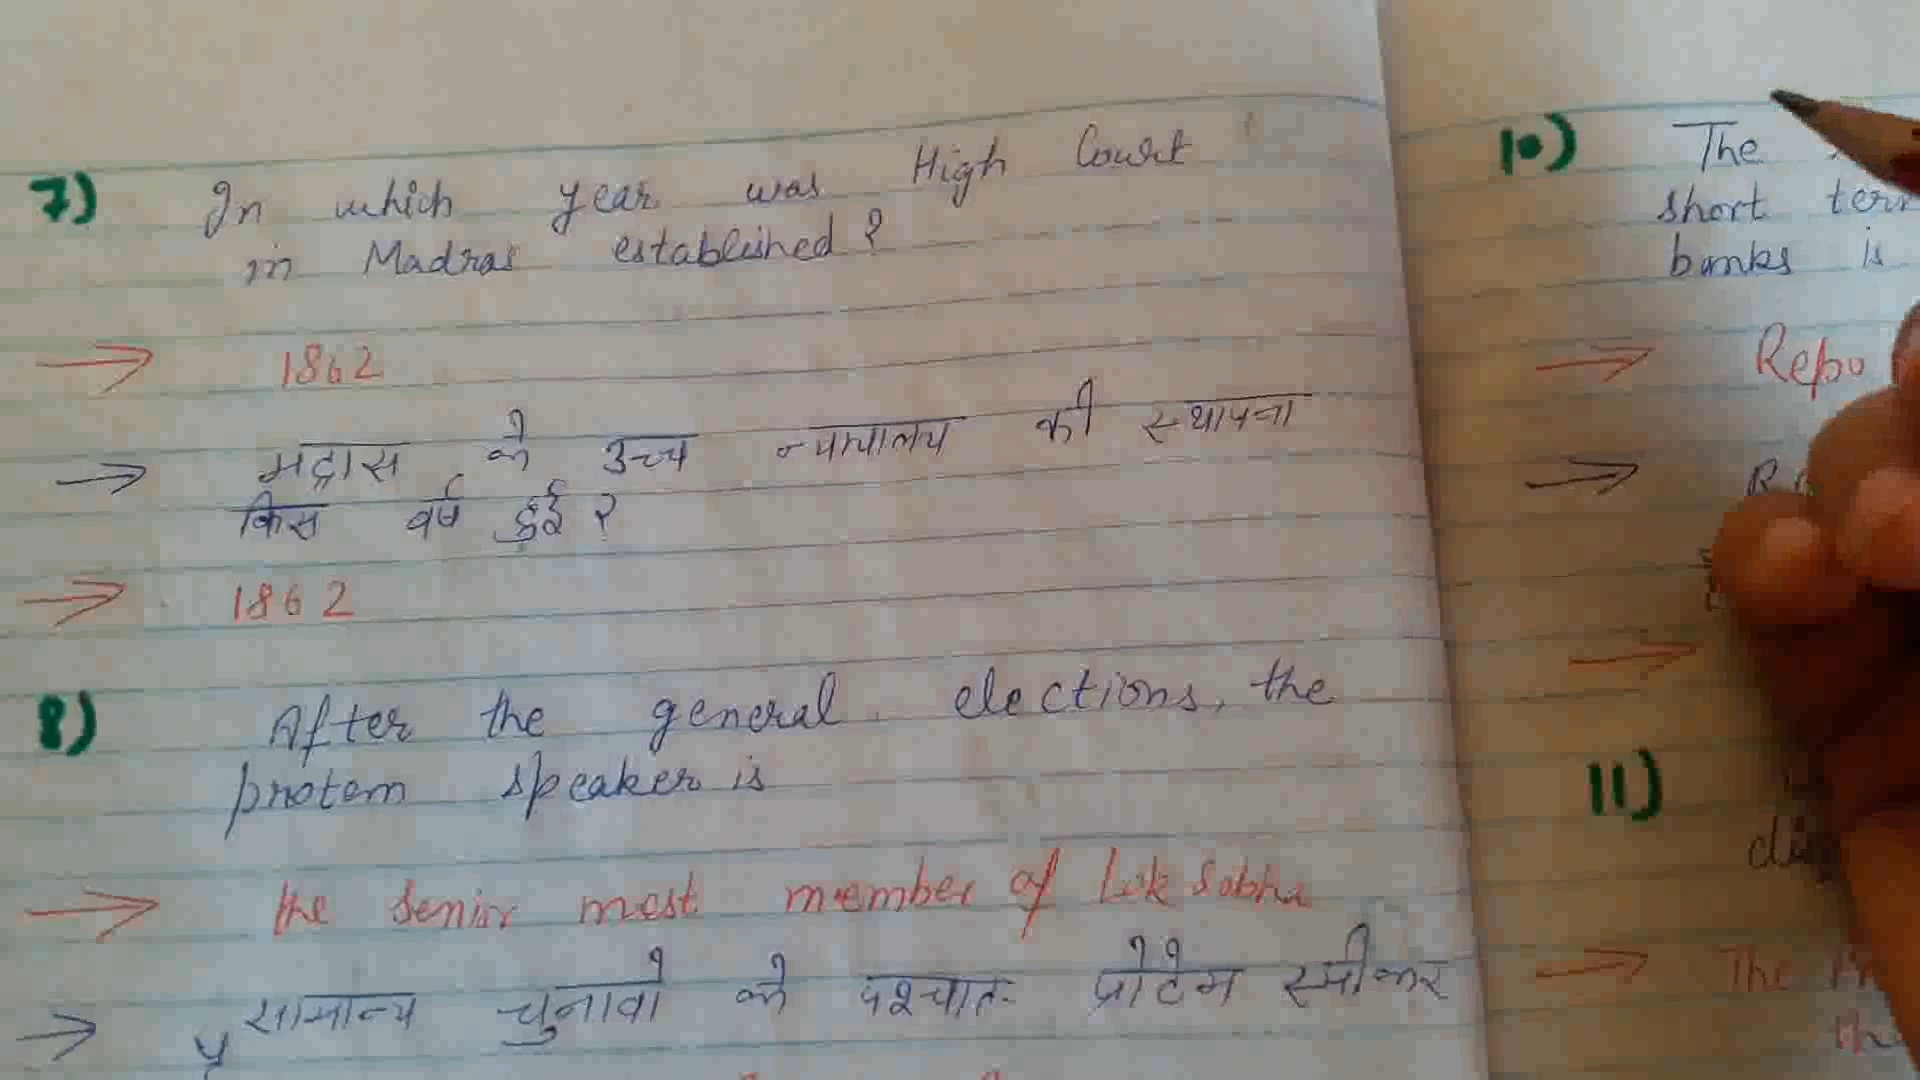 7) In which year was High Court
in Madras established?
1862
मद्रास के उच्च न्यायालय की स्थापना
किस वर्ष हुई?
1862
8) After the general elections, the
protem speaker is
the senior most member of Lok Sabha
सामान्य चुनावों के पश्चात प्रोटेम स्पीकर
10) The
short term
banks is
Repo
11)
The